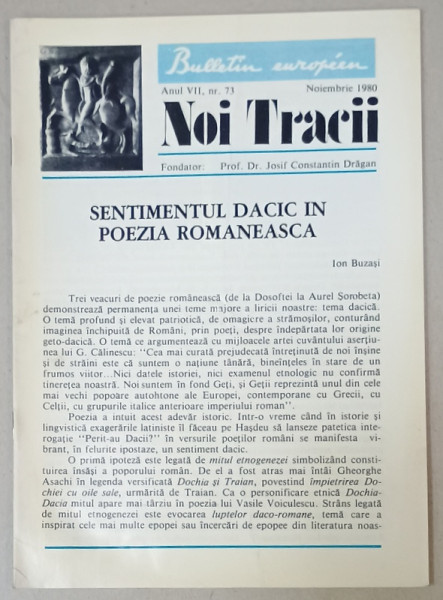 Bulletin européen
Anul VII, nr. 73 Noiembrie 1980
Noi Tracii
Fondator: Prof. Dr. Josif Constantin Drăgan
SENTIMENTUL DACIC IN
POEZIA ROMANEASCA
Ion Buzași
Trei veacuri de poezie românească (de la Dosoftei la Aurel Șorobeta)
demonstrează permanența unei teme majore a liricii noastre: tema dacică.
O temă profund și elevat patriotică, de omagiere a strămoșilor, conturând
imaginea închipuită de Români, prin poeți, despre îndepărtata lor origine
geto-dacică. O temă ce argumentează cu mijloacele artei cuvântului aserțiu-
nea lui G. Călinescu: "Cea mai curată prejudecată întreținută de noi înșine
și de străini este că suntem o națiune tânără, bineînțeles în stare de un
frumos viitor...Nici datele istoriei, nici examenul etnologic nu confirmă
tinerețea noastră. Noi suntem în fond Geți, și Geții reprezintă unul din cele
mai vechi popoare autohtone ale Europei, contemporane cu Grecii, cu
Celții, cu grupurile italice anterioare imperiului roman".
Poezia a intuit acest adevăr istoric. Intr-o vreme când în istorie și
lingvistică exagerările latiniste îl făceau pe Hașdeu să lanseze patetica inte-
rogație "Perit-au Dacii?" în versurile poeților români se manifesta vi-
brant, în felurite ipostaze, un sentiment dacic.
O primă ipoteză este legată de mitul etnogenezei simbolizând consti-
tuirea însăși a poporului român. De el a fost atras mai întâi Gheorghe
Asachi în legenda versificată Dochia și Traian, povestind împietrirea Do-
chiei cu oile sale, urmărită de Traian. Ca o personificare etnică Dochia-
Dacia mitul apare mai târziu în poezia lui Vasile Voiculescu. Strâns legată
de mitul etnogenezei este evocarea luptelor daco-romane, temă care a
inspirat cele mai multe epopei sau încercări de epopee din literatura noas-